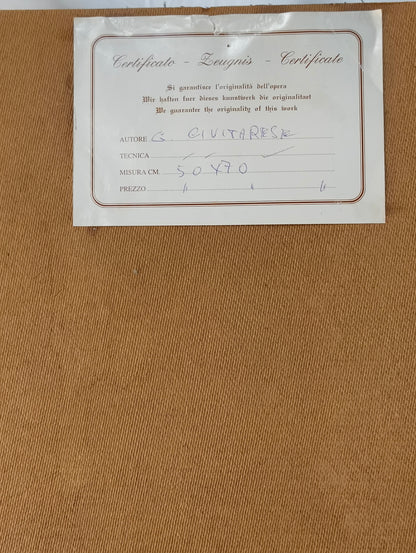 Certificato - Zeugnis - Certificate
Si garantisce l'originalità dell'opera
Wir haften fuer dieses kunstwerk die originalitaet
We guarantee the originality of this work
AUTORE G. CIVITARESE
TECNICA
MISURA CM. 50X70
PREZZO " " "